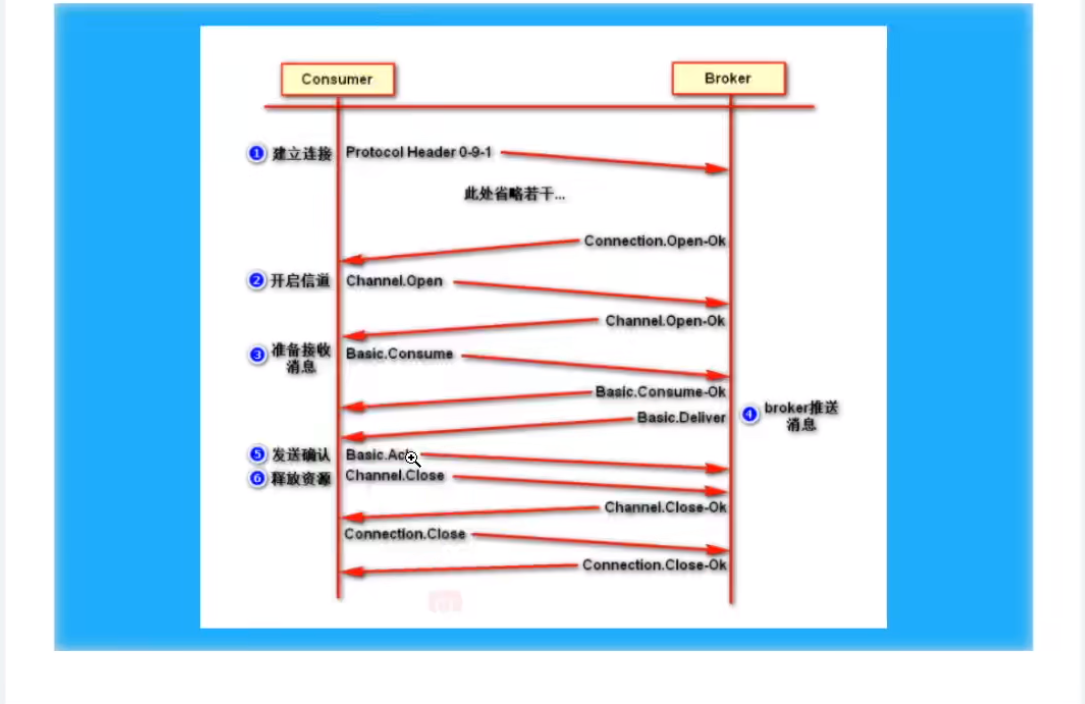 Consumer
Broker
1 建立连接 Protocol Header 0-9-1
此处省略若干...
Connection.Open-Ok
2 开启信道 Channel.Open
Channel.Open-Ok
3 准备接收
消息
Basic.Consume
Basic.Consume-Ok
Basic.Deliver
4 broker推送
消息
5 发送确认 Basic.Ack
6 释放资源 Channel.Close
Channel.Close-Ok
Connection.Close
Connection.Close-Ok